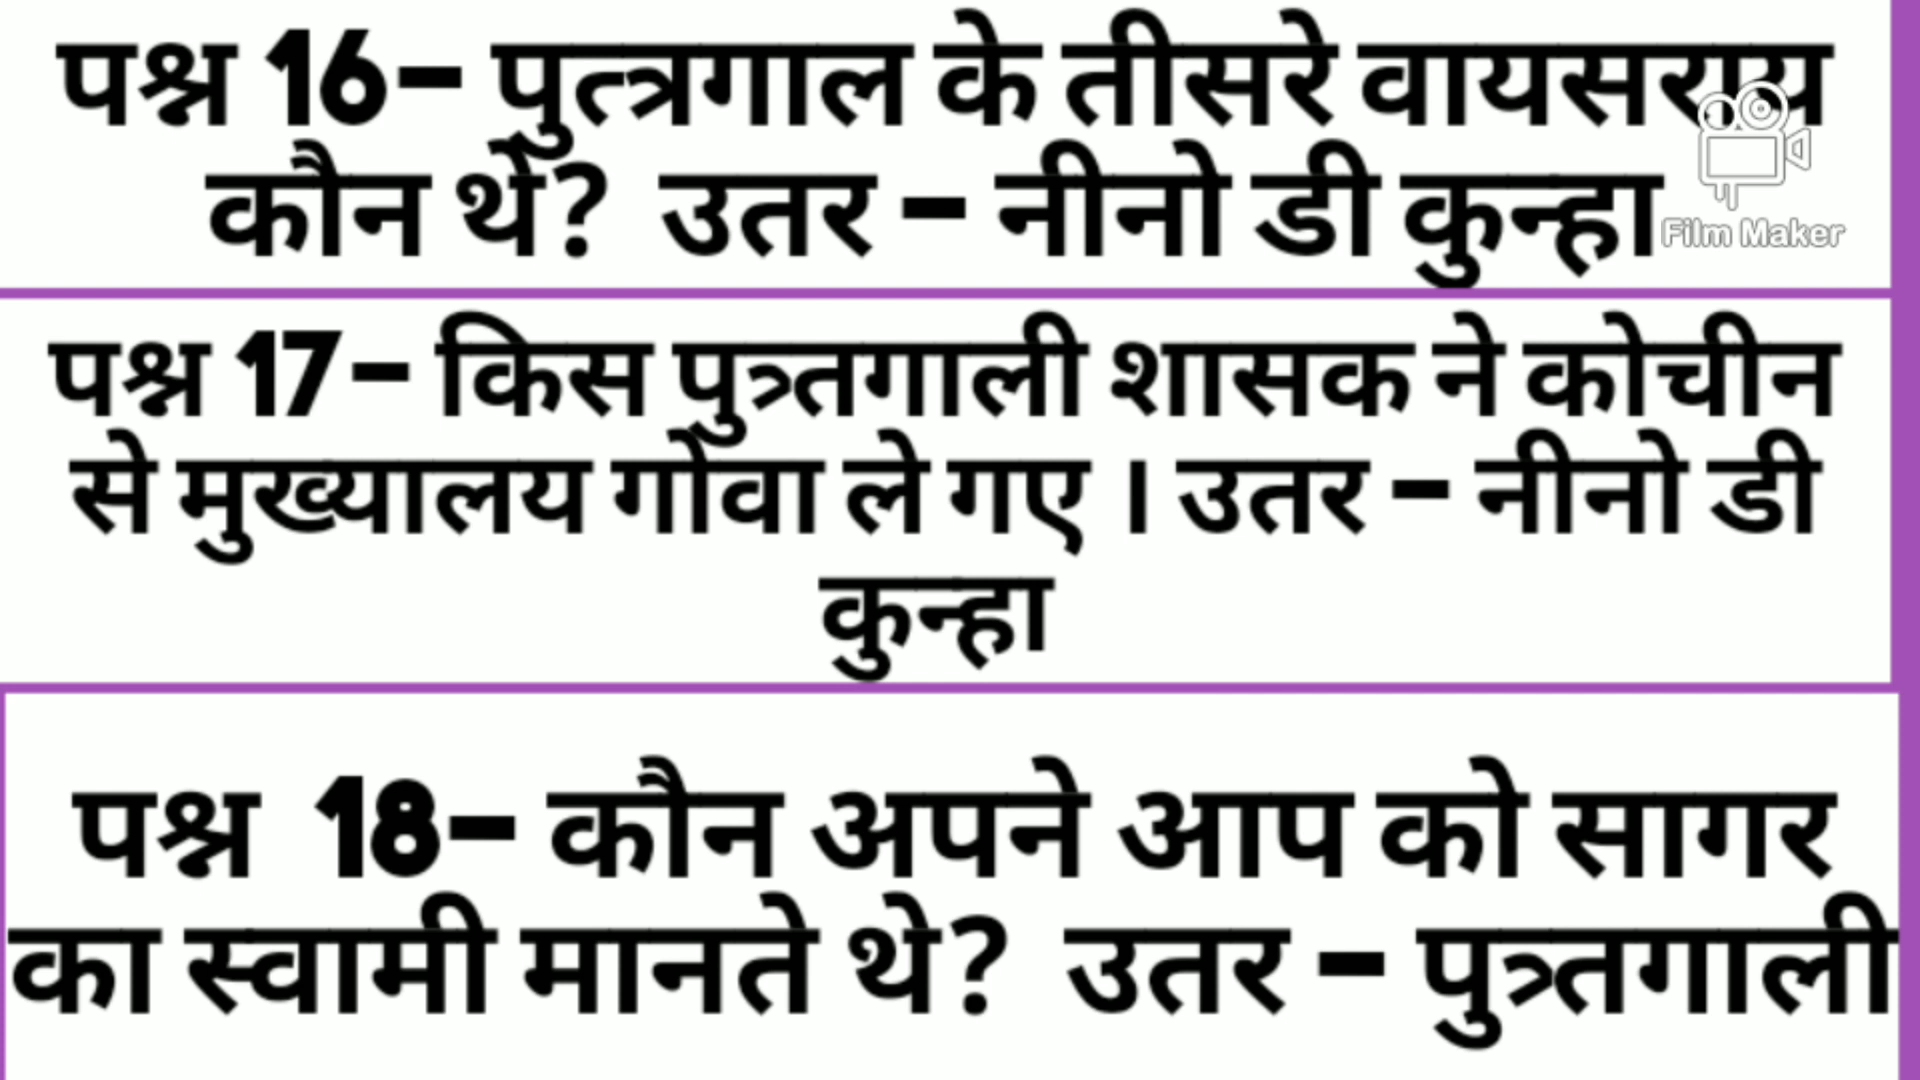 पश्न 16- पुत्त्रगाल के तीसरे वायसराय
कौन थे? उतर - नीनो डी कुन्हा
Film Maker
पश्न 17- किस पुत्र्तगाली शासक ने कोचीन
से मुख्यालय गोवा ले गए । उतर - नीनो डी
कुन्हा
पश्न 18- कौन अपने आप को सागर
का स्वामी मानते थे? उतर - पुत्र्तगाली